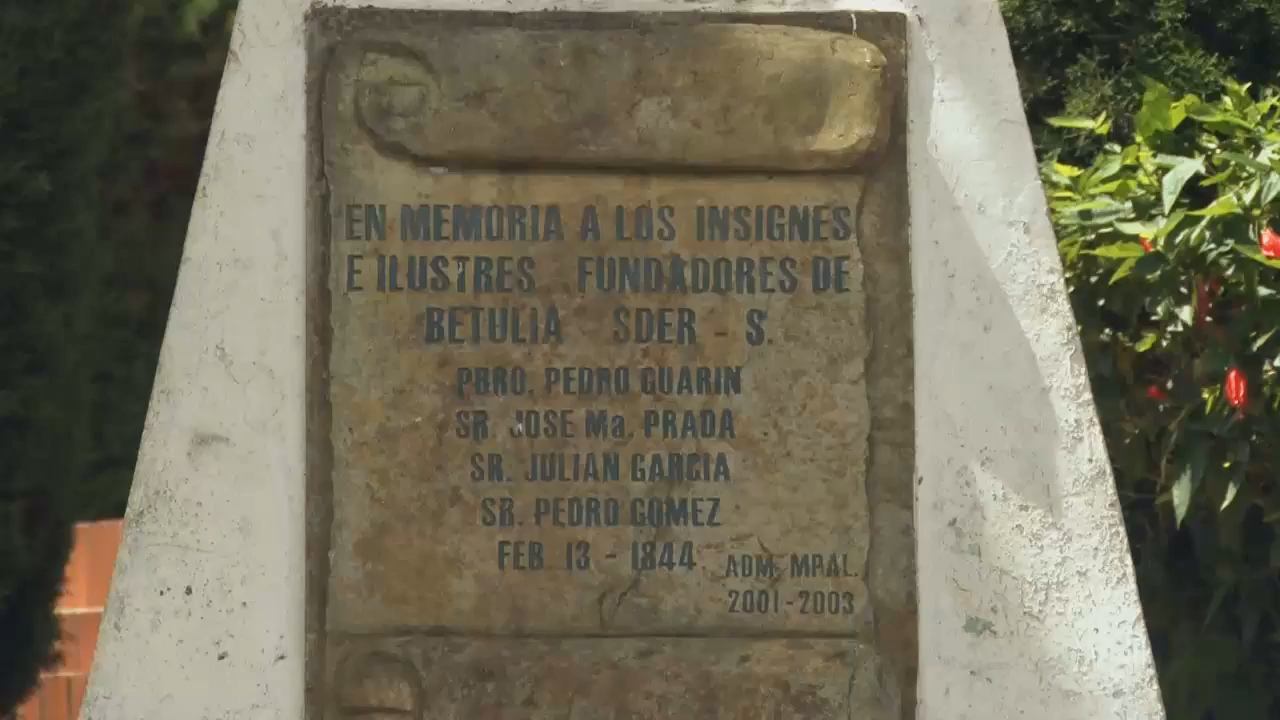 EN MEMORIA A LOS INSIGNES
E ILUSTRES FUNDADORES DE
BETULIA SDER - S.
PBRO. PEDRO GUARIN
SR. JOSE Ma. PRADA
SR. JULIAN GARCIA
SR. PEDRO GOMEZ
FEB 13 - 1844
ADM. MPAL.
2001-2003